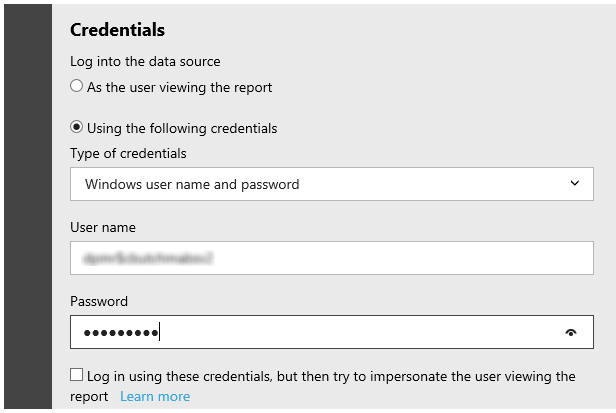 Credentials
Log into the data source
As the user viewing the report
Using the following credentials
Type of credentials
Windows user name and password
User name
Password
●●●●●●●●●
Log in using these credentials, but then try to impersonate the user viewing the
report Learn more